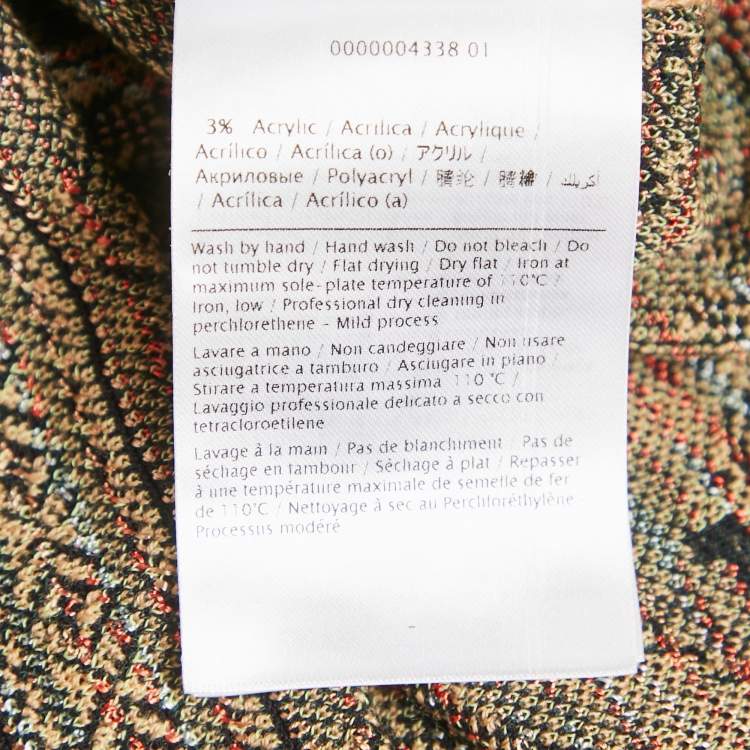 0000004338 01
3% Acrylic / Acrilica / Acrylique /
Acrílico / Acrílica (o) / アクリル /
Акриловые / Polyacryl / 腈纶 / 腈綸 / أكريليك
/ Acrílica / Acrílico (a)
Wash by hand / Hand wash / Do not bleach / Do
not tumble dry / Flat drying / Dry flat / Iron at
maximum sole-plate temperature of 110°C /
Iron, low / Professional dry cleaning in
perchlorethene - Mild process
Lavare a mano / Non candeggiare / Non usare
asciugatrice a tamburo / Asciugare in piano /
Stirare a temperatura massima 110 °C /
Lavaggio professionale delicato a secco con
tetracloroetilene
Lavage à la main / Pas de blanchiment / Pas de
séchage en tambour / Séchage à plat / Repasser
à une température maximale de semelle de fer
de 110°C / Nettoyage à sec au Perchloréthylène -
Processus modéré